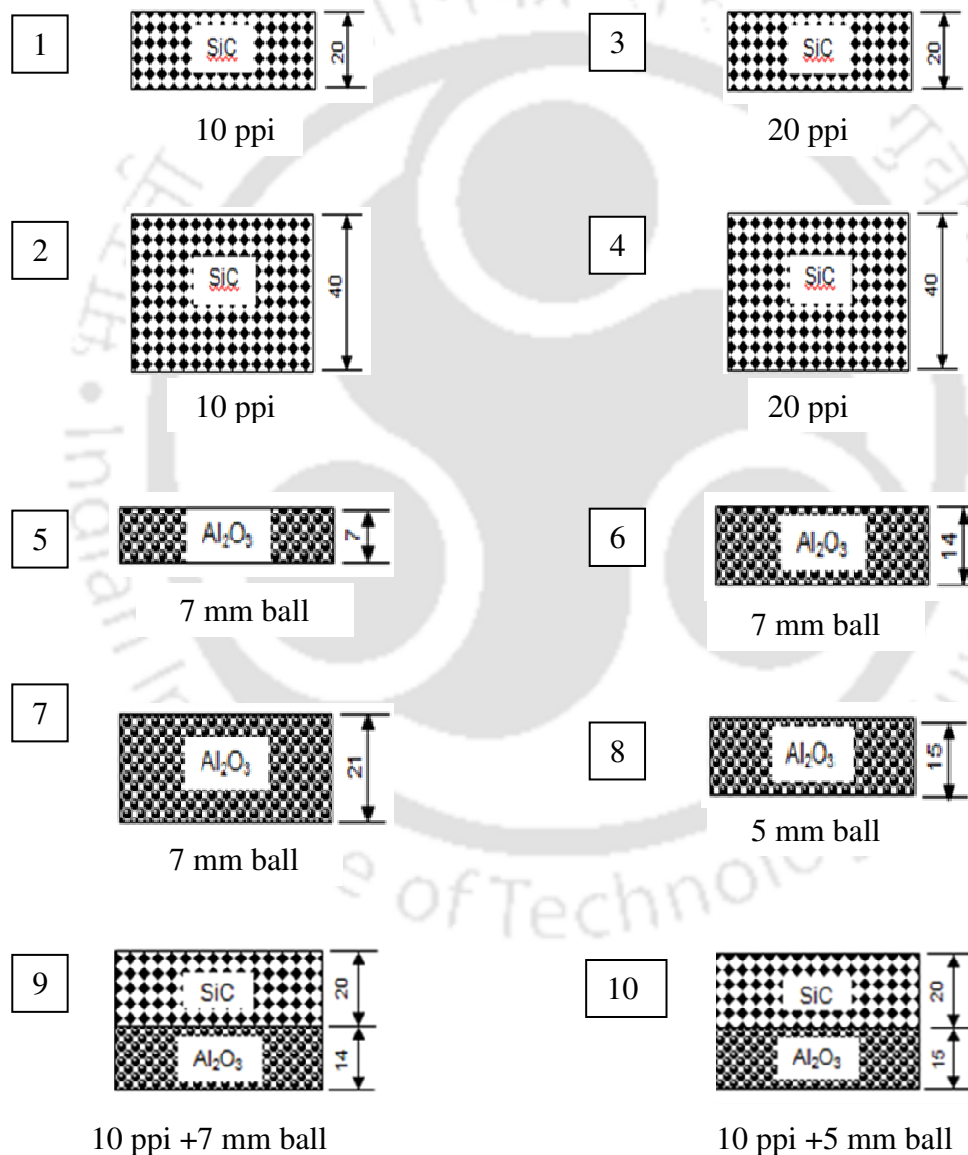 1
SiC
20
10 ppi
3
SiC
20
20 ppi
2
SiC
40
10 ppi
4
SiC
40
20 ppi
5
Al₂O₃
7
7 mm ball
6
Al₂O₃
14
7 mm ball
7
Al₂O₃
21
7 mm ball
8
Al₂O₃
15
5 mm ball
9
SiC
20
Al₂O₃
14
10 ppi +7 mm ball
10
SiC
20
Al₂O₃
15
10 ppi +5 mm ball
of Technolo